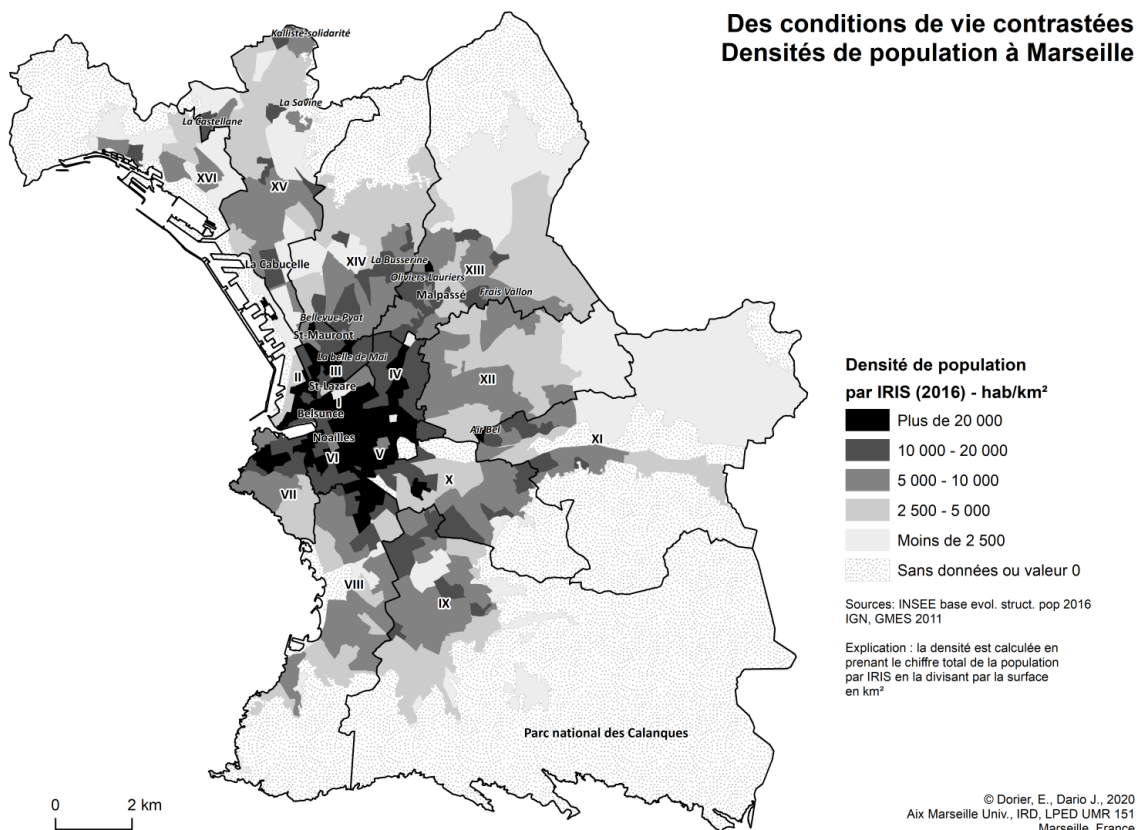 Des conditions de vie contrastées
Densités de population à Marseille
Kalliste-solidarité
La Savine
La Castellane
XVI
XV
La Cabucelle
XIV
La Busserine
Oliviers-Lauriers
XIII
Malpassé
Frais Vallon
Bellevue-Pyat
St-Mauront
La belle de Mai
II
III
IV
XII
St-Lazare
I
Belsunce
Air Bel
XI
Noailles
VI
V
X
VII
VIII
IX
Parc national des Calanques
Densité de population
par IRIS (2016) - hab/km²
Plus de 20 000
10 000 - 20 000
5 000 - 10 000
2 500 - 5 000
Moins de 2 500
Sans données ou valeur 0
Sources: INSEE base evol. struct. pop 2016
IGN, GMES 2011
Explication : la densité est calculée en
prenant le chiffre total de la population
par IRIS en la divisant par la surface
en km²
0 2 km
© Dorier, E., Dario J., 2020
Aix Marseille Univ., IRD, LPED UMR 151
Marseille, France